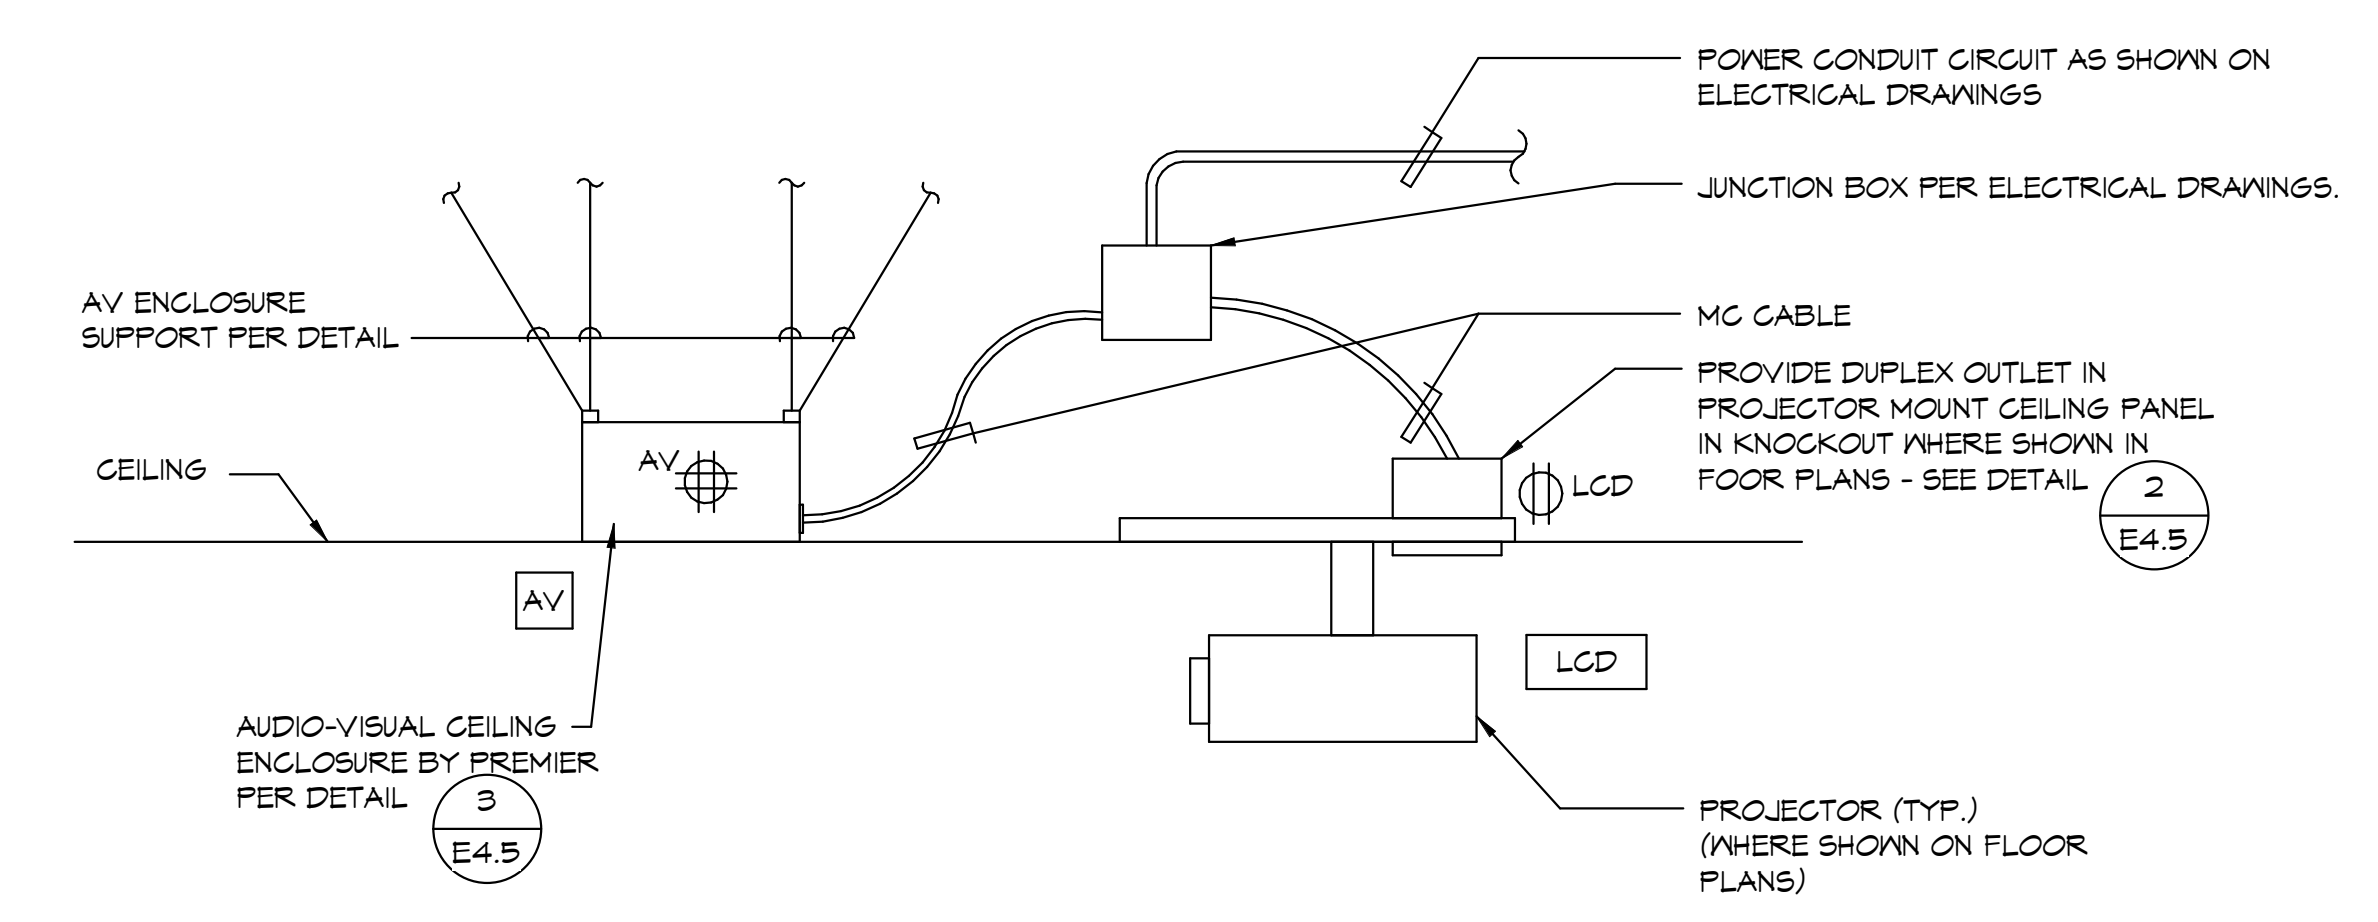 POWER CONDUIT CIRCUIT AS SHOWN ON
ELECTRICAL DRAWINGS
JUNCTION BOX PER ELECTRICAL DRAWINGS.
AV ENCLOSURE
SUPPORT PER DETAIL
MC CABLE
PROVIDE DUPLEX OUTLET IN
PROJECTOR MOUNT CEILING PANEL
IN KNOCKOUT WHERE SHOWN IN
FOOR PLANS - SEE DETAIL
2
E4.5
CEILING
AV
LCD
AV
LCD
AUDIO-VISUAL CEILING
ENCLOSURE BY PREMIER
PER DETAIL
3
E4.5
PROJECTOR (TYP.)
(WHERE SHOWN ON FLOOR
PLANS)